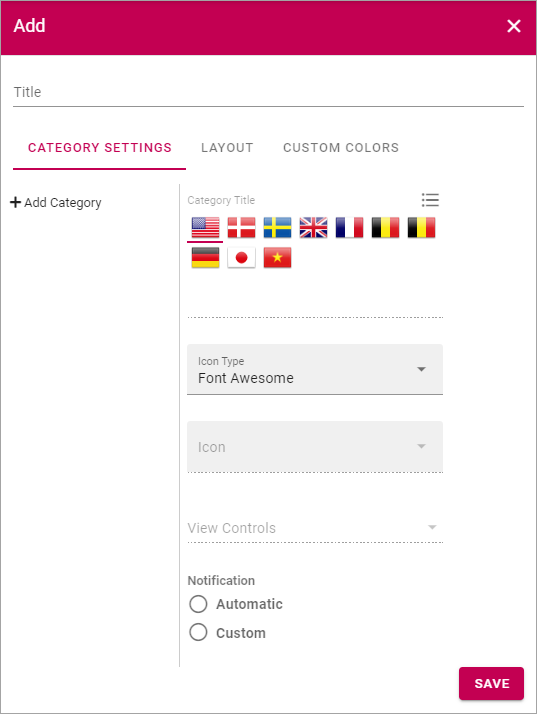 Add
Title
CATEGORY SETTINGS LAYOUT CUSTOM COLORS
Add Category
Category Title
Icon Type
Font Awesome
Icon
View Controls
Notification
Automatic
Custom
SAVE